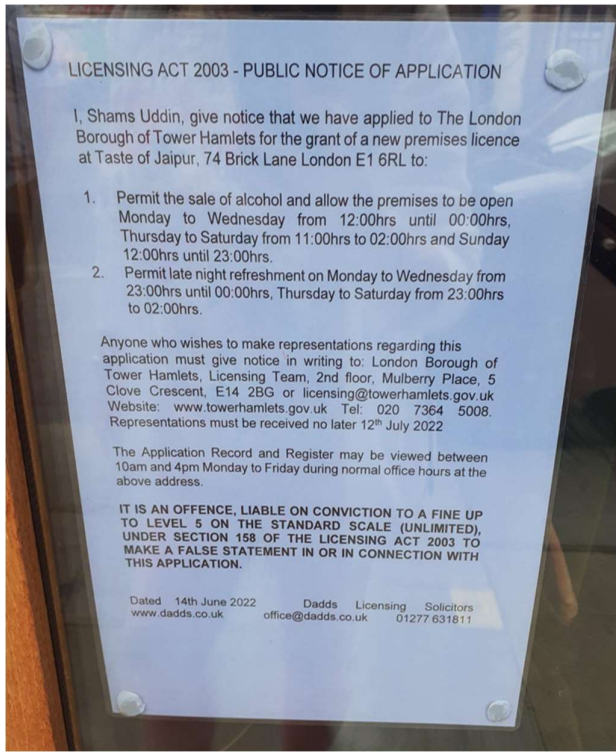 LICENSING ACT 2003 - PUBLIC NOTICE OF APPLICATION
I, Shams Uddin, give notice that we have applied to The London
Borough of Tower Hamlets for the grant of a new premises licence
at Taste of Jaipur, 74 Brick Lane London E1 6RL to:
1. Permit the sale of alcohol and allow the premises to be open
Monday to Wednesday from 12:00hrs until 00:00hrs,
Thursday to Saturday from 11:00hrs to 02:00hrs and Sunday
12:00hrs until 23:00hrs.
2. Permit late night refreshment on Monday to Wednesday from
23:00hrs until 00:00hrs, Thursday to Saturday from 23:00hrs
to 02:00hrs.
Anyone who wishes to make representations regarding this
application must give notice in writing to: London Borough of
Tower Hamlets, Licensing Team, 2nd floor, Mulberry Place, 5
Clove Crescent, E14 2BG or licensing@towerhamlets.gov.uk
Website: www.towerhamlets.gov.uk Tel: 020 7364 5008.
Representations must be received no later 12th July 2022
The Application Record and Register may be viewed between
10am and 4pm Monday to Friday during normal office hours at the
above address.
IT IS AN OFFENCE, LIABLE ON CONVICTION TO A FINE UP
TO LEVEL 5 ON THE STANDARD SCALE (UNLIMITED),
UNDER SECTION 158 OF THE LICENSING ACT 2003 TO
MAKE A FALSE STATEMENT IN OR IN CONNECTION WITH
THIS APPLICATION.
Dated 14th June 2022 Dadds Licensing Solicitors
www.dadds.co.uk office@dadds.co.uk 01277 631811